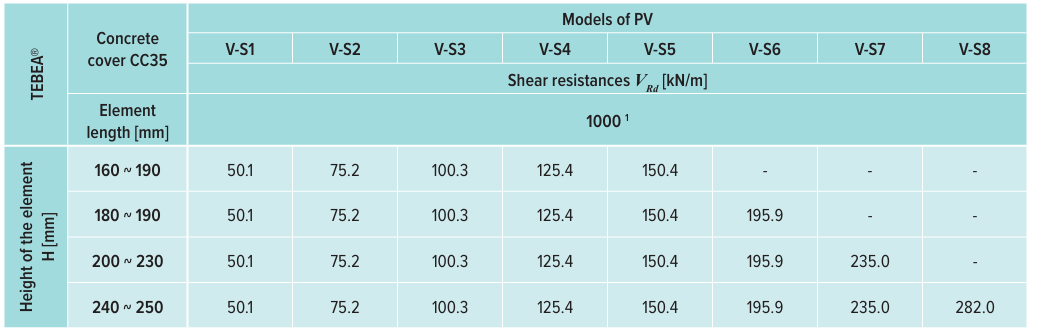 TEBEA®
Concrete
cover CC35
Models of PV
V-S1 V-S2 V-S3 V-S4 V-S5 V-S6 V-S7 V-S8
Shear resistances V_Rd [kN/m]
Element
length [mm]
1000 ¹
Height of the element
H [mm]
160 ~ 190 50.1 75.2 100.3 125.4 150.4 - - -
180 ~ 190 50.1 75.2 100.3 125.4 150.4 195.9 - -
200 ~ 230 50.1 75.2 100.3 125.4 150.4 195.9 235.0 -
240 ~ 250 50.1 75.2 100.3 125.4 150.4 195.9 235.0 282.0